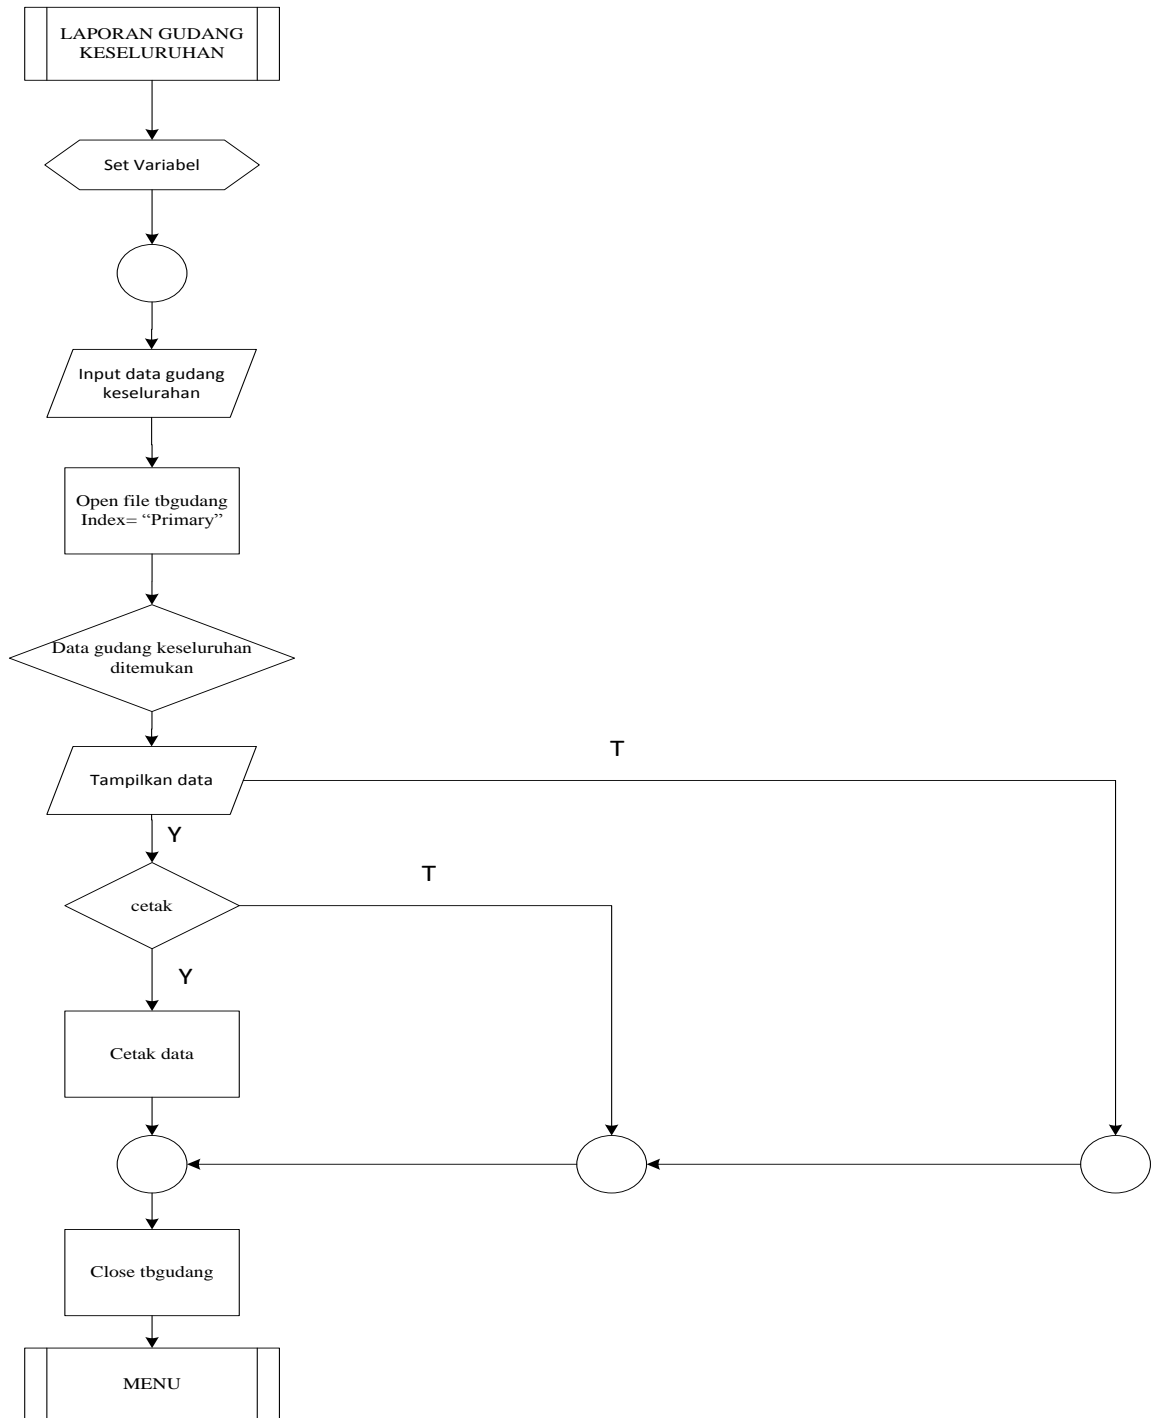 LAPORAN GUDANG
KESELURUHAN
Set Variabel
Input data gudang
keselurahan
Open file tbgudang
Index= “Primary”
Data gudang keseluruhan
ditemukan
T
Tampilkan data
Y
T
cetak
Y
Cetak data
Close tbgudang
MENU